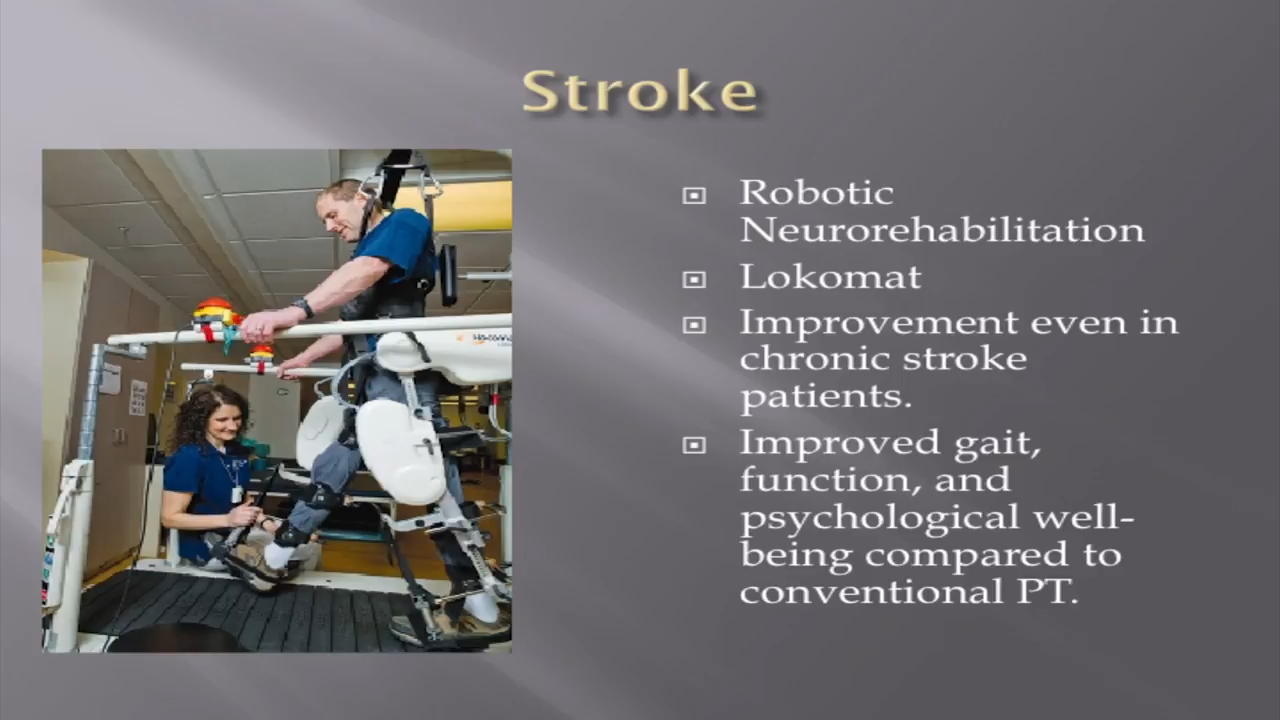 Stroke
Robotic
Neurorehabilitation
Lokomat
Improvement even in
chronic stroke
patients.
Improved gait,
function, and
psychological well-
being compared to
conventional PT.